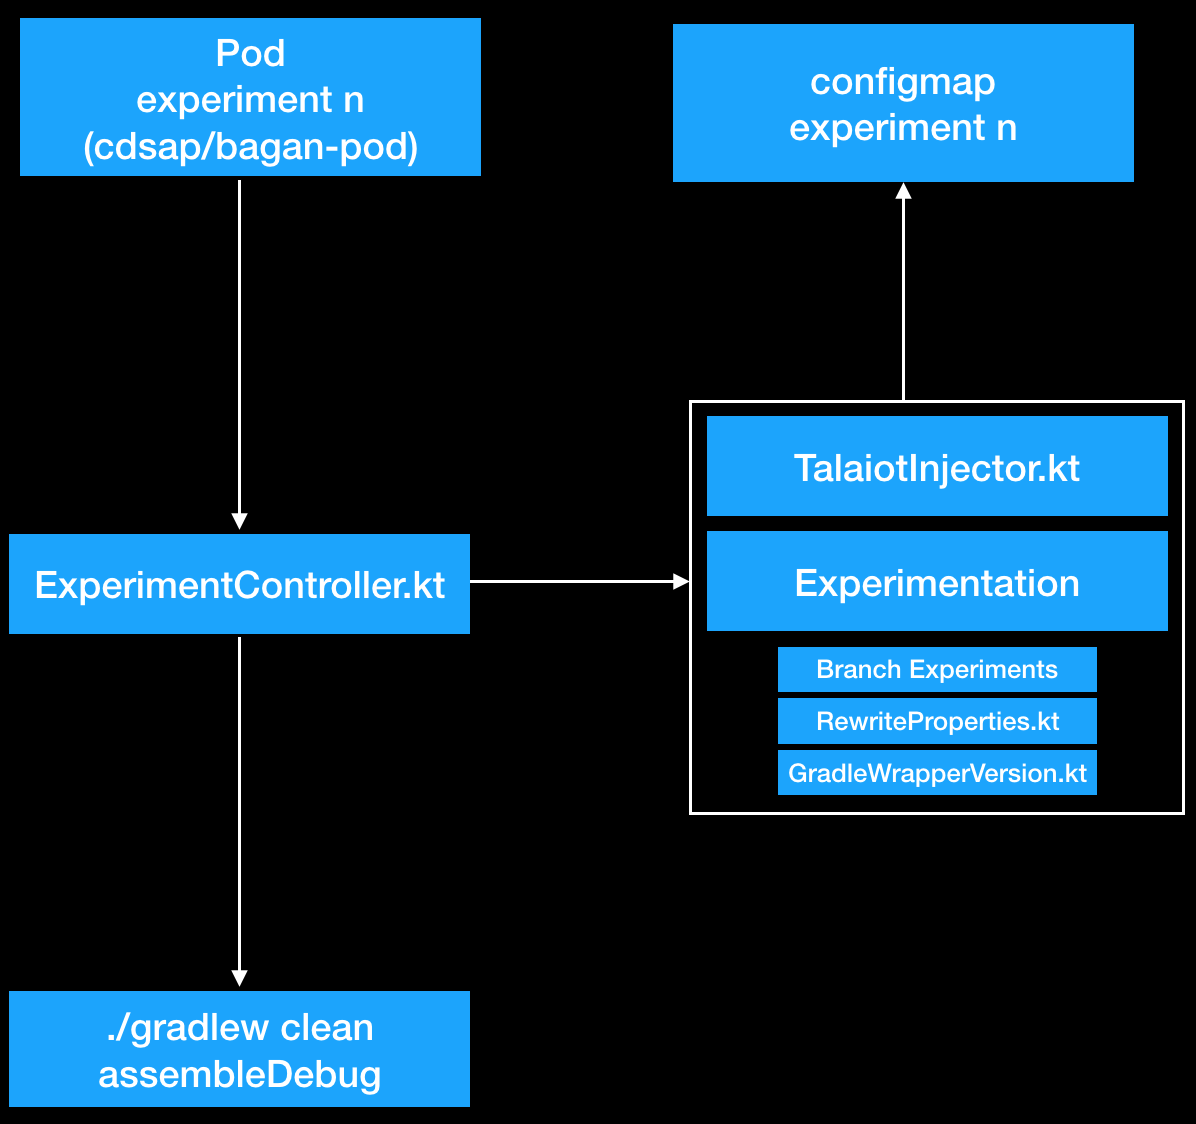 Pod
experiment n
(cdsap/bagan-pod)
configmap
experiment n
TalaiotInjector.kt
ExperimentController.kt
Experimentation
Branch Experiments
RewriteProperties.kt
GradleWrapperVersion.kt
./gradlew clean
assembleDebug